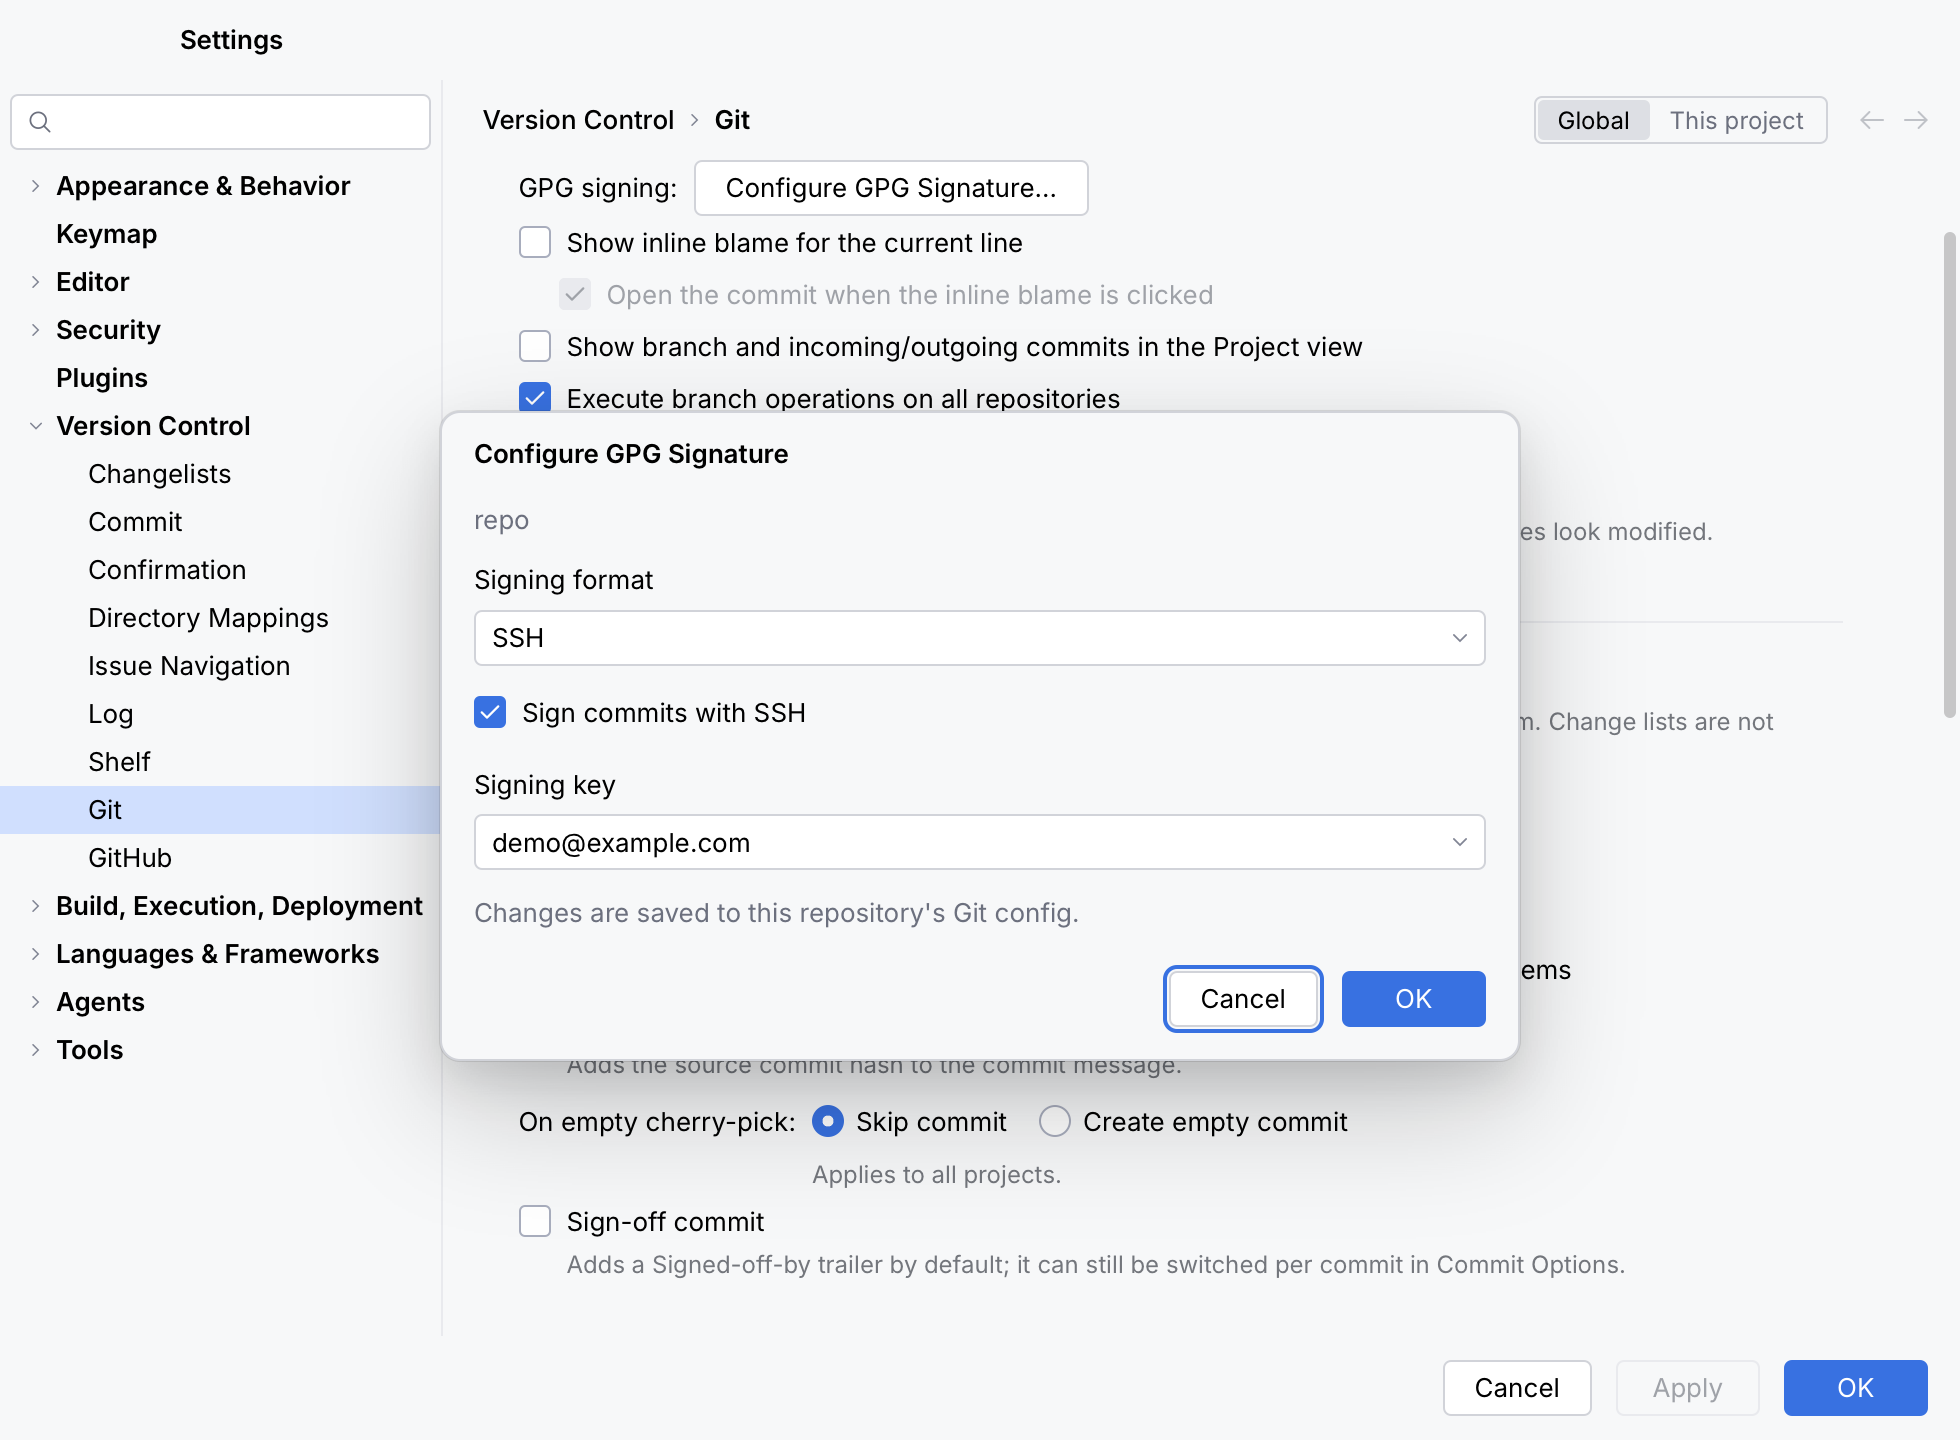 Settings
Appearance & Behavior
Keymap
Editor
Security
Plugins
Version Control
Changelists
Commit
Confirmation
Directory Mappings
Issue Navigation
Log
Shelf
Git
GitHub
Build, Execution, Deployment
Languages & Frameworks
Agents
Tools
Version Control › Git
Global This project
GPG signing: Configure GPG Signature...
Show inline blame for the current line
Open the commit when the inline blame is clicked
Show branch and incoming/outgoing commits in the Project view
Execute branch operations on all repositories
look modified.
Change lists are not
Configure GPG Signature
repo
Signing format
SSH
Sign commits with SSH
Signing key
demo@example.com
Changes are saved to this repository's Git config.
Cancel OK
Adds the source commit hash to the commit message.
On empty cherry-pick: Skip commit Create empty commit
Applies to all projects.
Sign-off commit
Adds a Signed-off-by trailer by default; it can still be switched per commit in Commit Options.
Cancel Apply OK